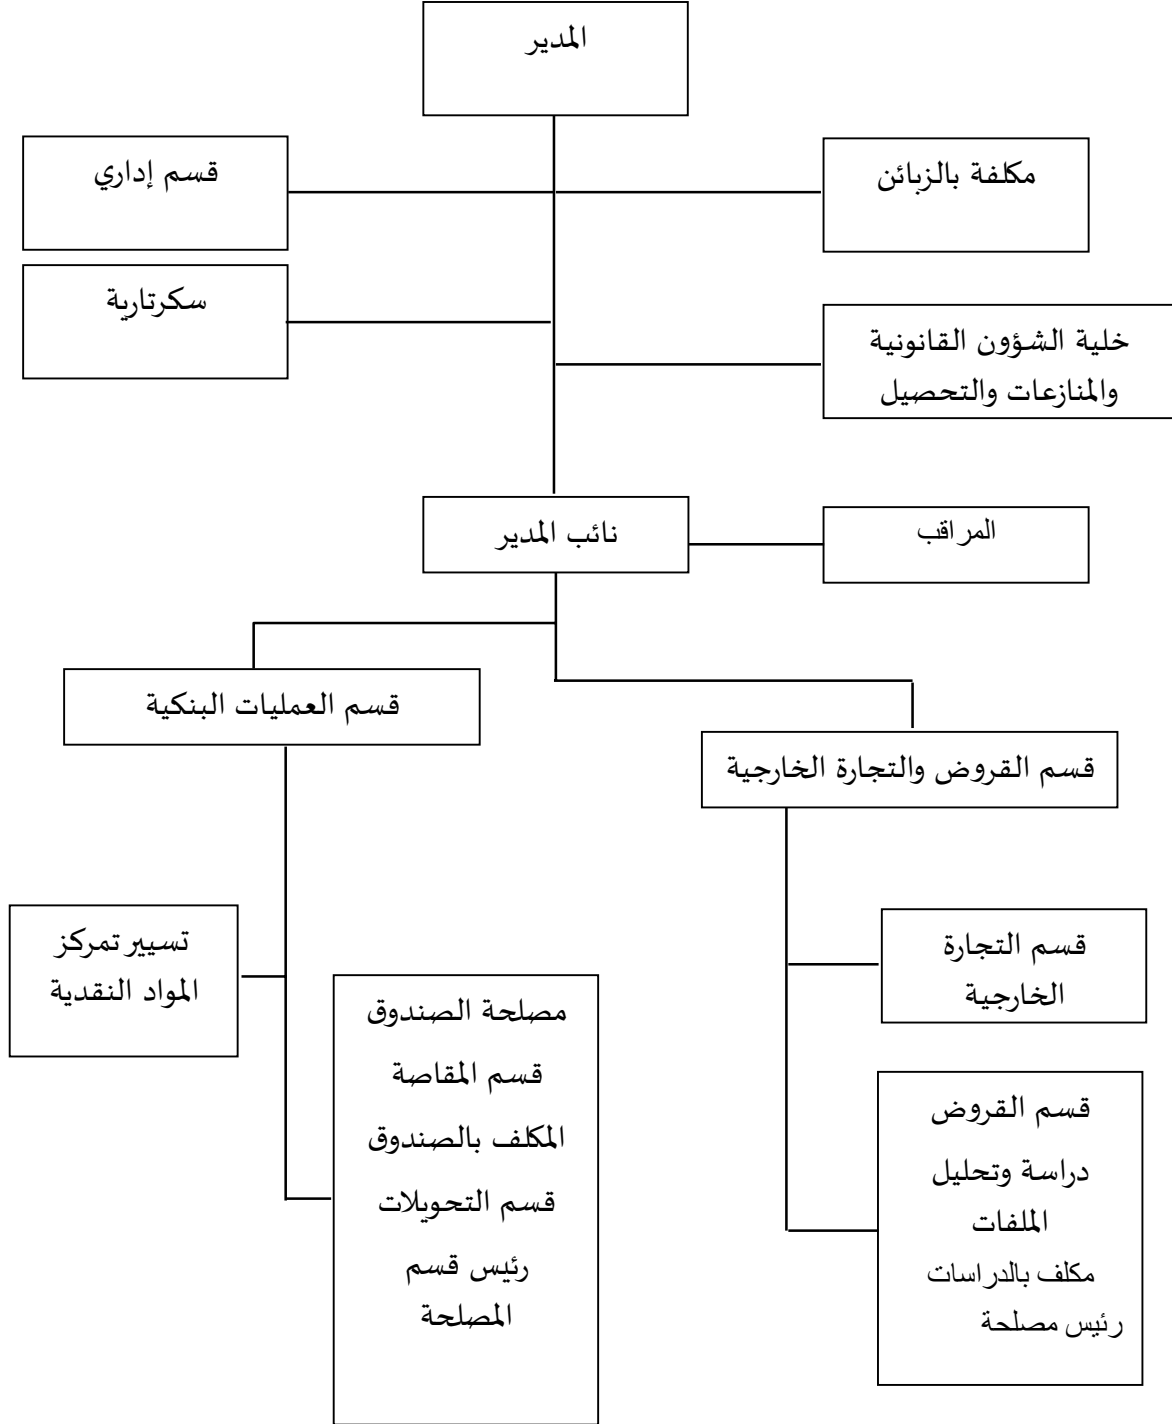 المدير
مكلفة بالزبائن
قسم إداري
سكرتارية
خلية الشؤون القانونية
والمنازعات والتحصيل
نائب المدير
المراقب
قسم العمليات البنكية
قسم القروض والتجارة الخارجية
تسيير تمركز
المواد النقدية
مصلحة الصندوق
قسم المقاصة
المكلف بالصندوق
قسم التحويلات
رئيس قسم
المصلحة
قسم التجارة
الخارجية
قسم القروض
دراسة وتحليل
الملفات
مكلف بالدراسات
رئيس مصلحة